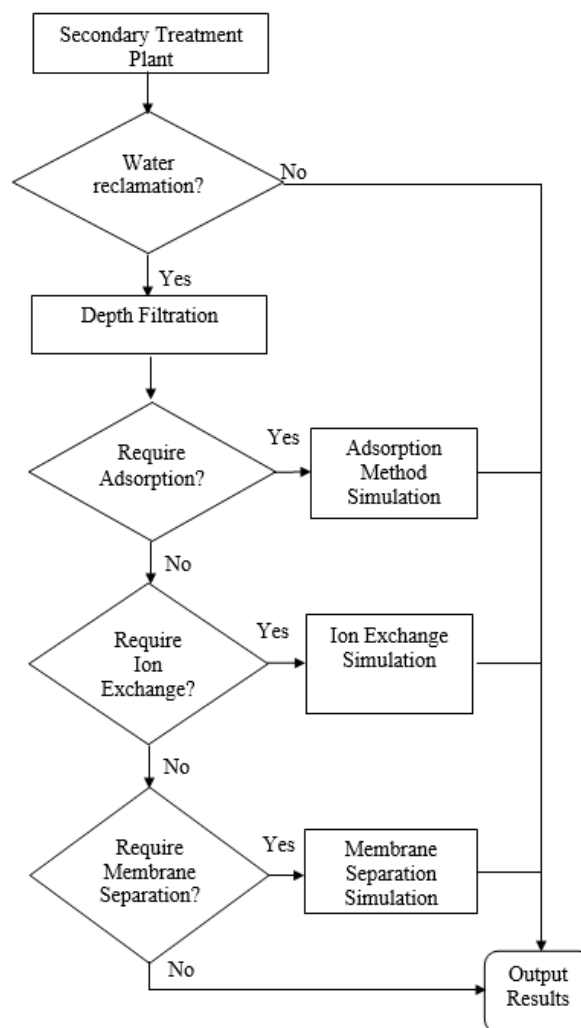 Secondary Treatment
Plant
Water
reclamation?
No
Yes
Depth Filtration
Require
Adsorption?
Yes
Adsorption
Method
Simulation
No
Require
Ion
Exchange?
Yes
Ion Exchange
Simulation
No
Require
Membrane
Separation?
Yes
Membrane
Separation
Simulation
No
Output
Results